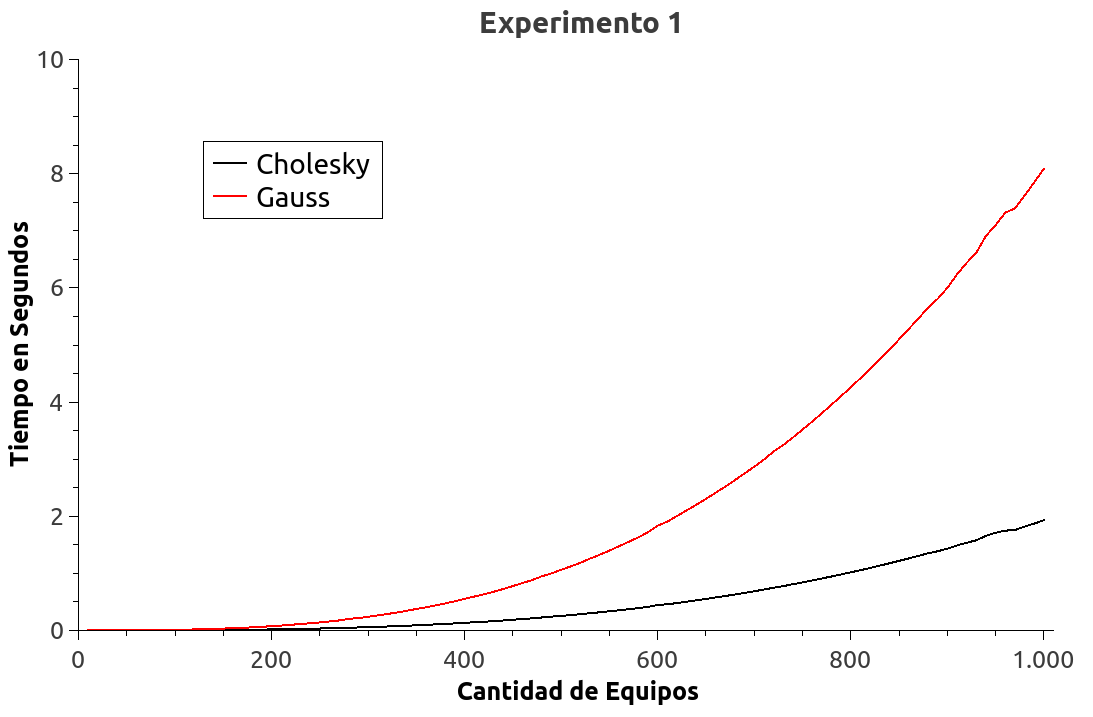 Experimento 1
10
8
6
4
2
0
Tiempo en Segundos
Cholesky
Gauss
0 200 400 600 800 1.000
Cantidad de Equipos